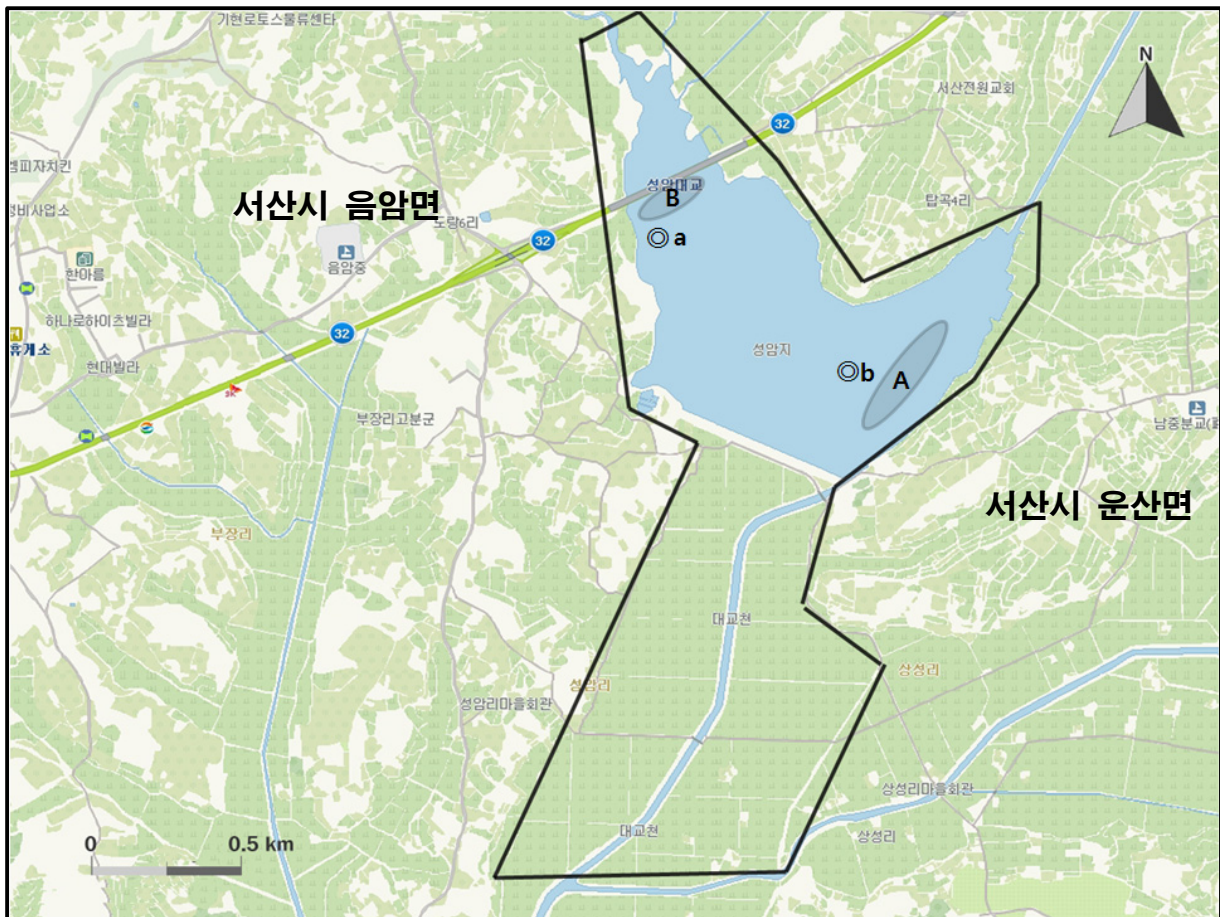 기현로토스물류센타
N
32
서산전원교회
벰피자치킨
성암대교
B
서산시 음암면
탑곡4리
정비사업소
도랑6리
a
32
음암중
한아름
하나로하이츠빌라
32
휴게소
성암지
현대빌라
b
A
SK
부장리고분군
남중분교(폐
서산시 운산면
부장리
대교천
상성리
성암리
성암리마을회관
상성리마을회관
0
0.5 km
대교천
상성리